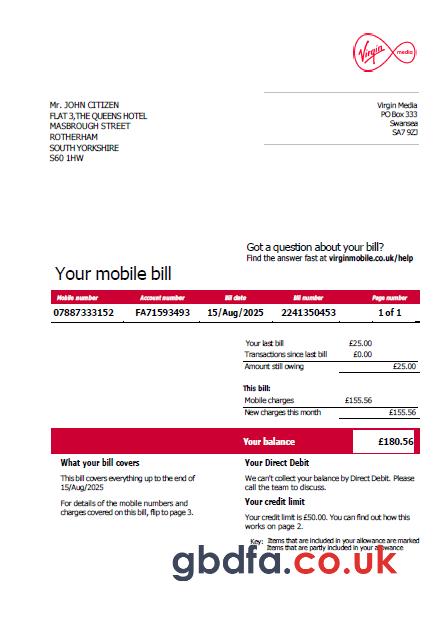 Virgin media
Mr. JOHN CITIZEN
FLAT 3,THE QUEENS HOTEL
MASBROUGH STREET
ROTHERHAM
SOUTH YORKSHIRE
S60 1HW
Virgin Media
PO Box 333
Swansea
SA7 9ZJ
Got a question about your bill?
Find the answer fast at virginmobile.co.uk/help
Your mobile bill
Mobile number Account number Bill date Bill number Page number
07887333152 FA71593493 15/Aug/2025 2241350453 1 of 1
Your last bill £25.00
Transactions since last bill £0.00
Amount still owing £25.00
This bill:
Mobile charges £155.56
New charges this month £155.56
Your balance £180.56
What your bill covers
This bill covers everything up to the end of
15/Aug/2025
For details of the mobile numbers and
charges covered on this bill, flip to page 3.
Your Direct Debit
We can't collect your balance by Direct Debit. Please
call the team to discuss.
Your credit limit
Your credit limit is £50.00. You can find out how this
works on page 2.
Key: Items that are included in your allowance are marked
Items that are partly included in your allowance
gbdfa.co.uk